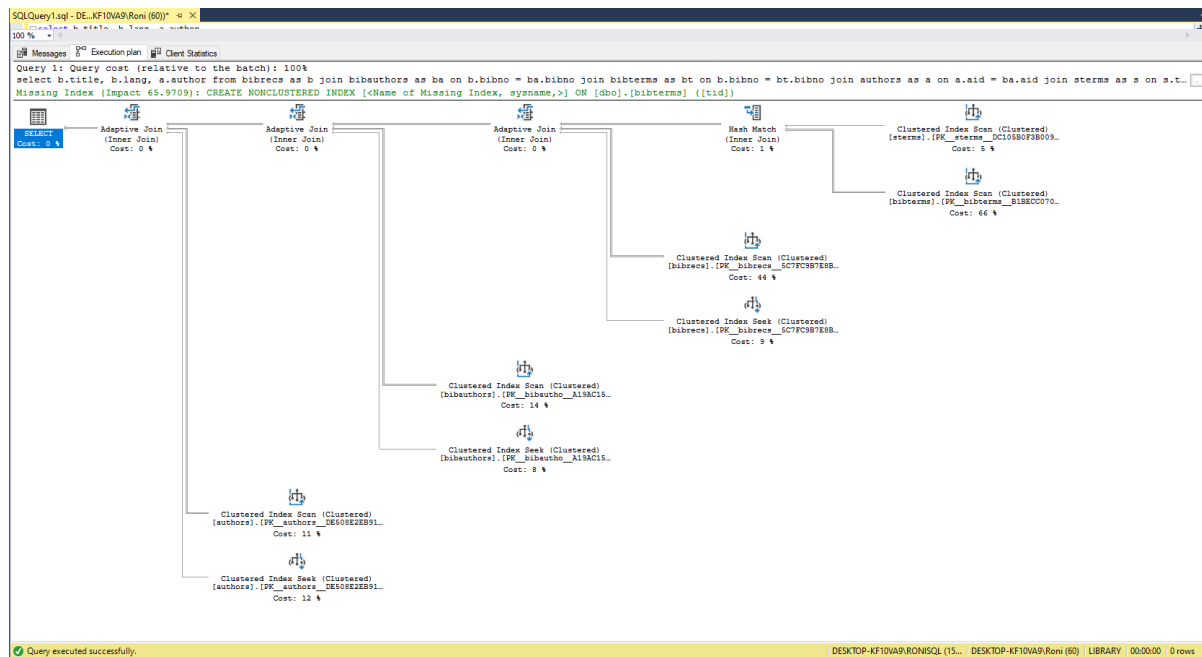 SQLQuery1.sql - DE...KF10VA9\Roni (60))*
select b.title, b.lang, a.author
100 %
Messages Execution plan Client Statistics
Query 1: Query cost (relative to the batch): 100%
select b.title, b.lang, a.author from bibrecs as b join bibauthors as ba on b.bibno = ba.bibno join bibterms as bt on b.bibno = bt.bibno join authors as a on a.aid = ba.aid join sterms as s on s.t…
Missing Index (Impact 65.9709): CREATE NONCLUSTERED INDEX [<Name of Missing Index, sysname,>] ON [dbo].[bibterms] ([tid])
SELECT
Cost: 0 %
Adaptive Join
(Inner Join)
Cost: 0 %
Adaptive Join
(Inner Join)
Cost: 0 %
Adaptive Join
(Inner Join)
Cost: 0 %
Hash Match
(Inner Join)
Cost: 1 %
Clustered Index Scan (Clustered)
[sterms].[PK__sterms__DC105B0F3B009…
Cost: 5 %
Clustered Index Scan (Clustered)
[bibterms].[PK__bibterms__B1BECC070…
Cost: 66 %
Clustered Index Scan (Clustered)
[bibrecs].[PK__bibrecs__5C7FC9B7E8B…
Cost: 44 %
Clustered Index Seek (Clustered)
[bibrecs].[PK__bibrecs__5C7FC9B7E8B…
Cost: 9 %
Clustered Index Scan (Clustered)
[bibauthors].[PK__bibautho__A19AC15…
Cost: 14 %
Clustered Index Seek (Clustered)
[bibauthors].[PK__bibautho__A19AC15…
Cost: 8 %
Clustered Index Scan (Clustered)
[authors].[PK__authors__DE508E2EB91…
Cost: 11 %
Clustered Index Seek (Clustered)
[authors].[PK__authors__DE508E2EB91…
Cost: 12 %
Query executed successfully.
DESKTOP-KF10VA9\RONISQL (15... DESKTOP-KF10VA9\Roni (60) LIBRARY 00:00:00 0 rows